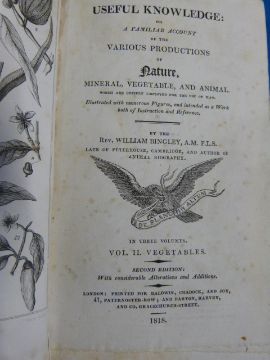 USEFUL KNOWLEDGE:
OR
A FAMILIAR ACCOUNT
OF THE
VARIOUS PRODUCTIONS
OF
Nature,
MINERAL, VEGETABLE, AND ANIMAL,
WHICH ARE CHIEFLY EMPLOYED FOR THE USE OF MAN.
Illustrated with numerous Figures, and intended as a Work
both of Instruction and Reference.
BY THE
REV. WILLIAM BINGLEY, A.M. F.L.S.
LATE OF PETERHOUSE, CAMBRIDGE, AND AUTHOR OF
ANIMAL BIOGRAPHY.
IN THREE VOLUMES.
VOL. II. VEGETABLES.
SECOND EDITION:
With considerable Alterations and Additions.
LONDON: PRINTED FOR BALDWIN, CRADOCK, AND JOY,
47, PATERNOSTER-ROW; AND DARTON, HARVEY,
AND CO. GRACECHURCH-STREET.
1818.